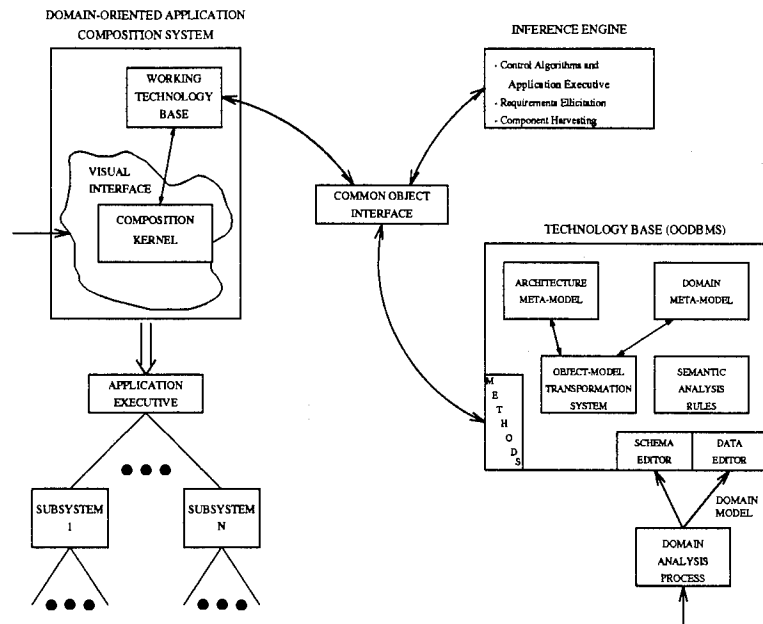 DOMAIN-ORIENTED APPLICATION
COMPOSITION SYSTEM
WORKING
TECHNOLOGY
BASE
VISUAL
INTERFACE
COMPOSITION
KERNEL
INFERENCE ENGINE
- Control Algorithms and
Application Executive
- Requirements Ellicitation
- Component Harvesting
COMMON OBJECT
INTERFACE
TECHNOLOGY BASE (OODBMS)
ARCHITECTURE
META-MODEL
DOMAIN
META-MODEL
OBJECT-MODEL
TRANSFORMATION
SYSTEM
SEMANTIC
ANALYSIS
RULES
METHODS
SCHEMA
EDITOR
DATA
EDITOR
DOMAIN
MODEL
DOMAIN
ANALYSIS
PROCESS
APPLICATION
EXECUTIVE
SUBSYSTEM
1
SUBSYSTEM
N